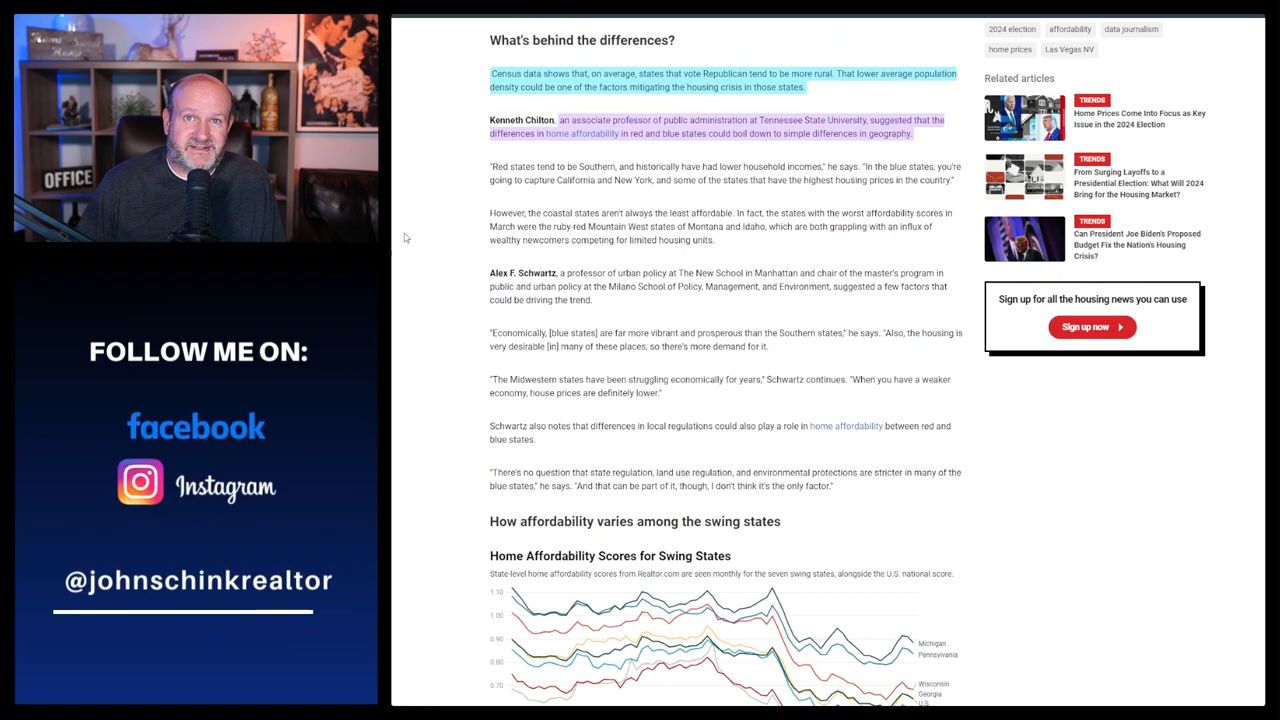 OFFICE
FOLLOW ME ON:
facebook
Instagram
@johnschinkrealtor
What's behind the differences?
Census data shows that, on average, states that vote Republican tend to be more rural. That lower average population
density could be one of the factors mitigating the housing crisis in those states.
Kenneth Chilton, an associate professor of public administration at Tennessee State University, suggested that the
differences in home affordability in red and blue states could boil down to simple differences in geography.
"Red states tend to be Southern, and historically have had lower household incomes," he says. "In the blue states, you're
going to capture California and New York, and some of the states that have the highest housing prices in the country."
However, the coastal states aren't always the least affordable. In fact, the states with the worst affordability scores in
March were the ruby-red Mountain West states of Montana and Idaho, which are both grappling with an influx of
wealthy newcomers competing for limited housing units.
Alex F. Schwartz, a professor of urban policy at The New School in Manhattan and chair of the master's program in
public and urban policy at the Milano School of Policy, Management, and Environment, suggested a few factors that
could be driving the trend.
"Economically, [blue states] are far more vibrant and prosperous than the Southern states," he says. "Also, the housing is
very desirable [in] many of these places, so there's more demand for it.
"The Midwestern states have been struggling economically for years," Schwartz continues. "When you have a weaker
economy, house prices are definitely lower."
Schwartz also notes that differences in local regulations could also play a role in home affordability between red and
blue states.
"There's no question that state regulation, land use regulation, and environmental protections are stricter in many of the
blue states," he says. "And that can be part of it, though, I don't think it's the only factor."
How affordability varies among the swing states
Home Affordability Scores for Swing States
State-level home affordability scores from Realtor.com are seen monthly for the seven swing states, alongside the U.S. national score.
1.10
1.00
0.90
0.80
0.70
Michigan
Pennsylvania
Wisconsin
Georgia
U.S.
2024 election
affordability
data journalism
home prices
Las Vegas NV
Related articles
TRENDS
Home Prices Come Into Focus as Key
Issue in the 2024 Election
TRENDS
From Surging Layoffs to a
Presidential Election: What Will 2024
Bring for the Housing Market?
TRENDS
Can President Joe Biden's Proposed
Budget Fix the Nation's Housing
Crisis?
Sign up for all the housing news you can use
Sign up now